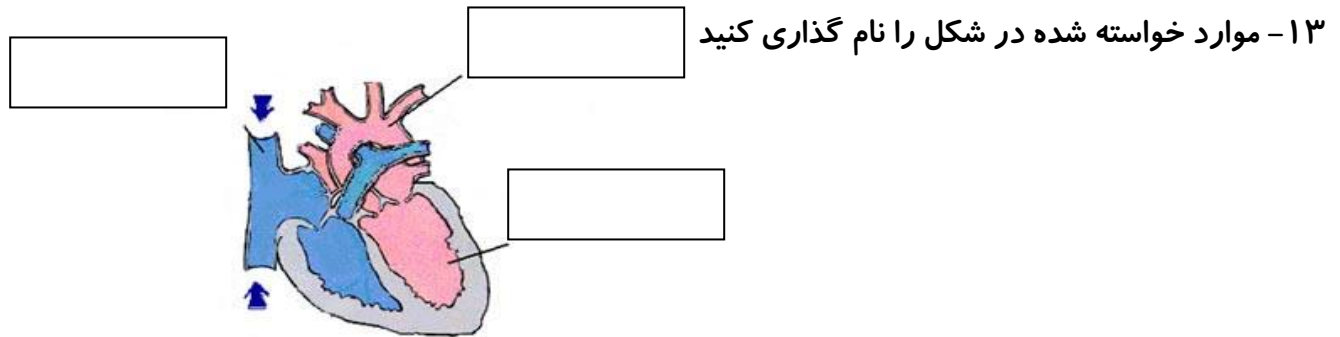 ۱۳- موارد خواسته شده در شکل را نام گذاری کنید